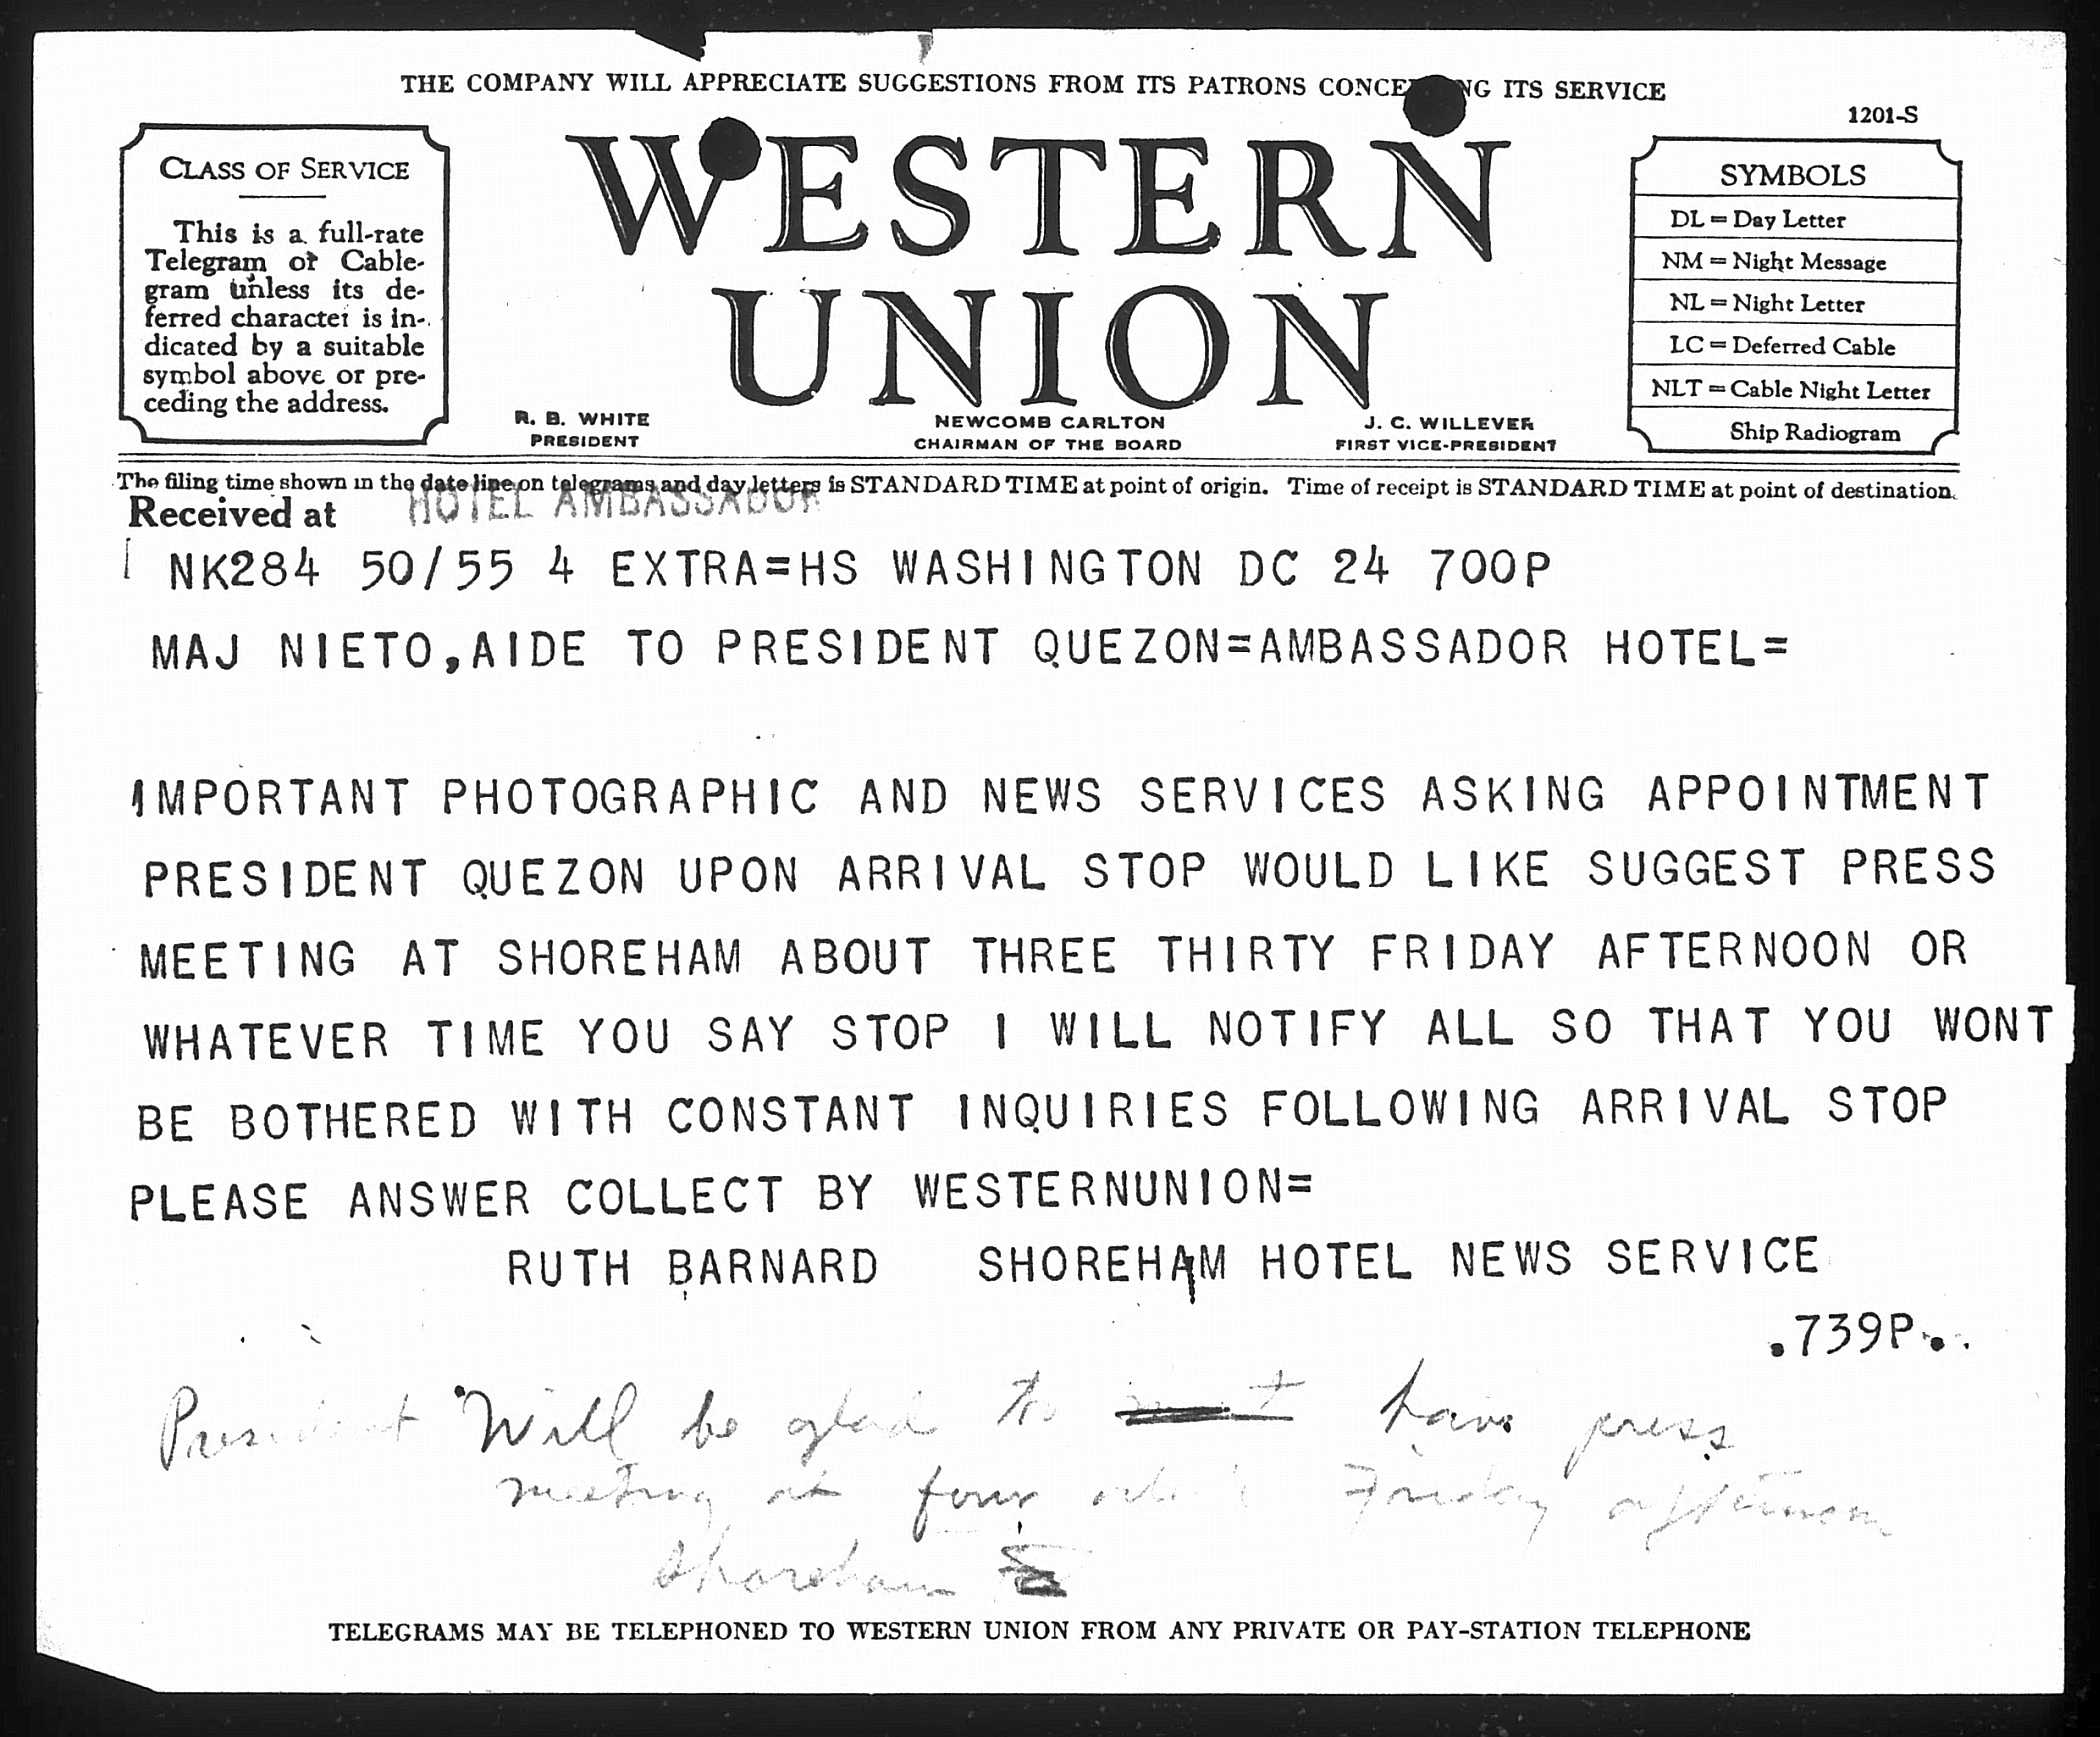 THE COMPANY WILL APPRECIATE SUGGESTIONS FROM ITS PATRONS ITS SERVICE
1201-S
CLASS OF SERVICE
This is a full-rate
Telegram or Cable-
gram unless its de-
ferred character is in-
dicated by a suitable
symbol above or pre-
ceding the address.
WESTERN
UNION
R. B. WHITE
PRESIDENT
NEWCOMB CARLTON
CHAIRMAN OF THE BOARD
J. C. WILLEVER
FIRST VICE-PRESIDENT
SYMBOLS
DL = Day Letter
NM = Night Message
NL = Night Letter
LC = Deferred Cable
NLT = Cable Night Letter
Ship Radiogram
The filing time shown in the date line on telegrams and day letters is STANDARD TIME at point of origin. Time of receipt is STANDARD TIME at point of destination.
Received at HOTEL AMBASSADOR
NK284 50/55 4 EXTRA=HS WASHINGTON DC 24 700P
MAJ NIETO,AIDE TO PRESIDENT QUEZON=AMBASSADOR HOTEL=
IMPORTANT PHOTOGRAPHIC AND NEWS SERVICES ASKING APPOINTMENT
PRESIDENT QUEZON UPON ARRIVAL STOP WOULD LIKE SUGGEST PRESS
MEETING AT SHOREHAM ABOUT THREE THIRTY FRIDAY AFTERNOON OR
WHATEVER TIME YOU SAY STOP I WILL NOTIFY ALL SO THAT YOU WONT
BE BOTHERED WITH CONSTANT INQUIRIES FOLLOWING ARRIVAL STOP
PLEASE ANSWER COLLECT BY WESTERNUNION=
RUTH BARNARD SHOREHAM HOTEL NEWS SERVICE
.739P..
President Will be glad to have press
meeting at four Friday afternoon
Shoreham
TELEGRAMS MAY BE TELEPHONED TO WESTERN UNION FROM ANY PRIVATE OR PAY-STATION TELEPHONE